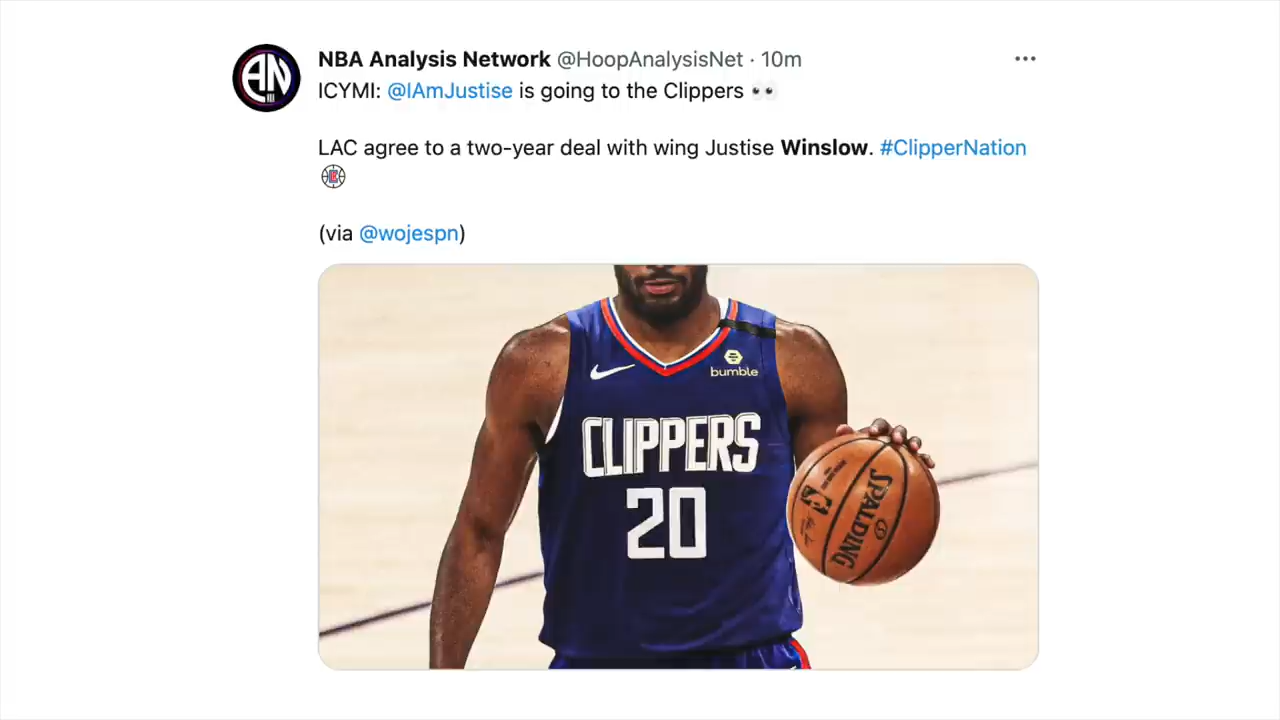 NBA Analysis Network @HoopAnalysisNet · 10m
ICYMI: @IAmJustise is going to the Clippers 👀
LAC agree to a two-year deal with wing Justise Winslow. #ClipperNation
(via @wojespn)
bumble
CLIPPERS
20
SPALDING